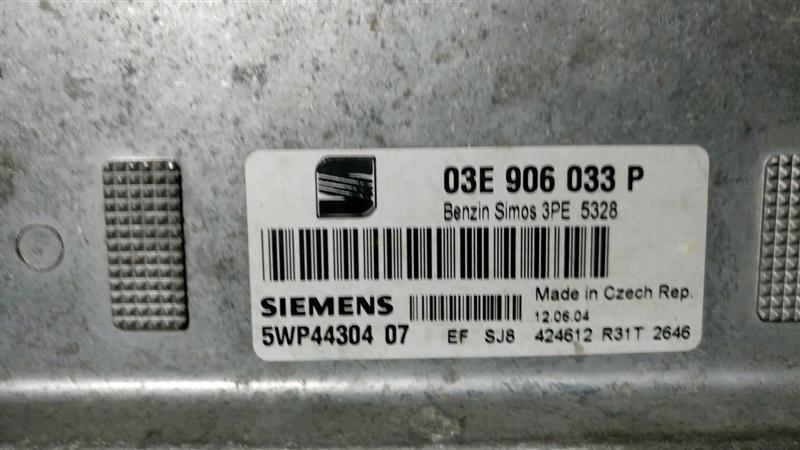 03E 906 033 P
Benzin Simos 3PE 5328
SIEMENS
Made in Czech Rep.
12.06.04
5WP44304 07
EF SJ8 424612 R31T 2646